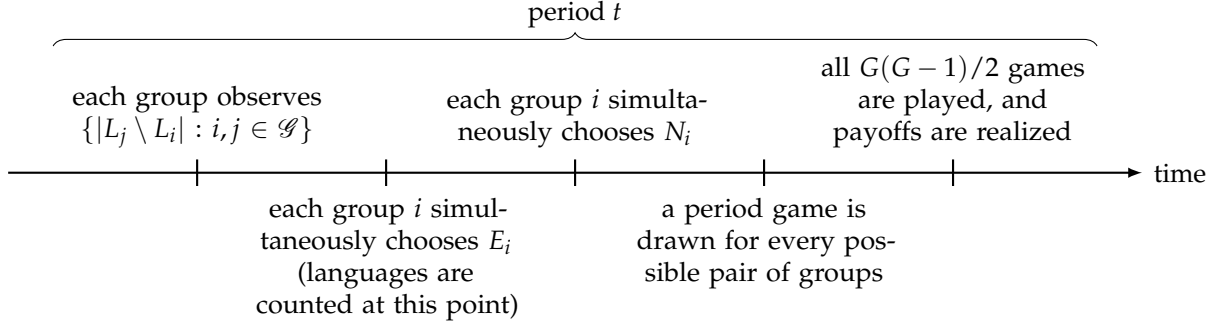 period t
each group observes
{|L_j \ L_i| : i, j ∈ 𝒢}
each group i simulta-
neously chooses N_i
all G(G − 1)/2 games
are played, and
payoffs are realized
time
each group i simul-
taneously chooses E_i
(languages are
counted at this point)
a period game is
drawn for every pos-
sible pair of groups